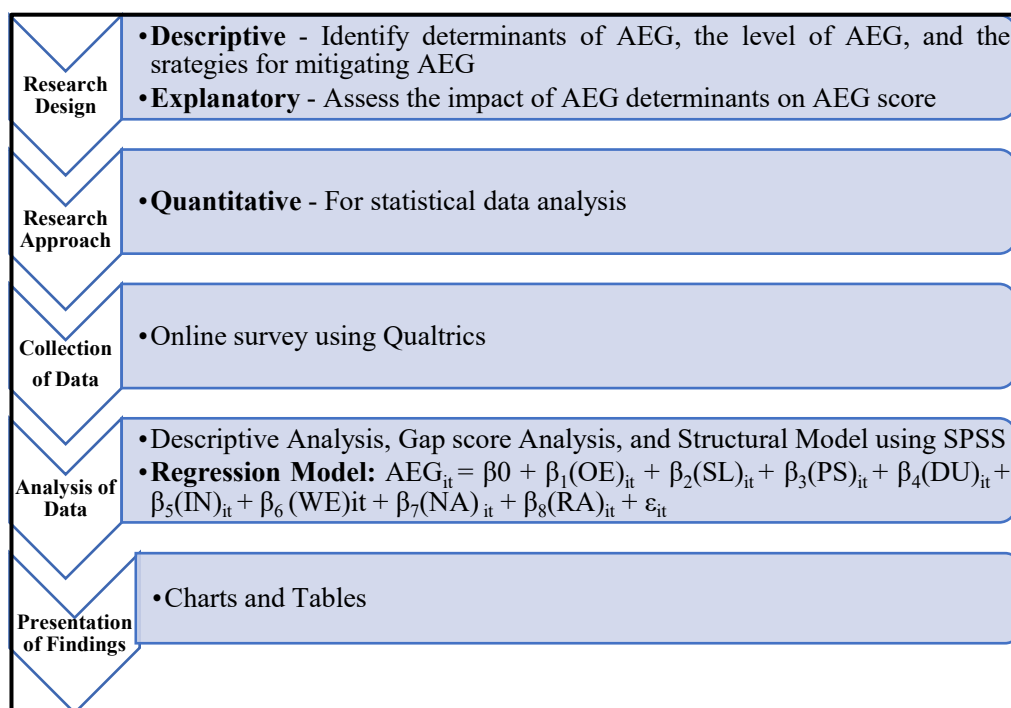 Research
Design
•Descriptive - Identify determinants of AEG, the level of AEG, and the
srategies for mitigating AEG
•Explanatory - Assess the impact of AEG determinants on AEG score
Research
Approach
•Quantitative - For statistical data analysis
Collection
of Data
•Online survey using Qualtrics
Analysis of
Data
•Descriptive Analysis, Gap score Analysis, and Structural Model using SPSS
•Regression Model: AEGit = β0 + β1(OE)it + β2(SL)it + β3(PS)it + β4(DU)it +
β5(IN)it + β6 (WE)it + β7(NA) it + β8(RA)it + εit
Presentation
of Findings
•Charts and Tables